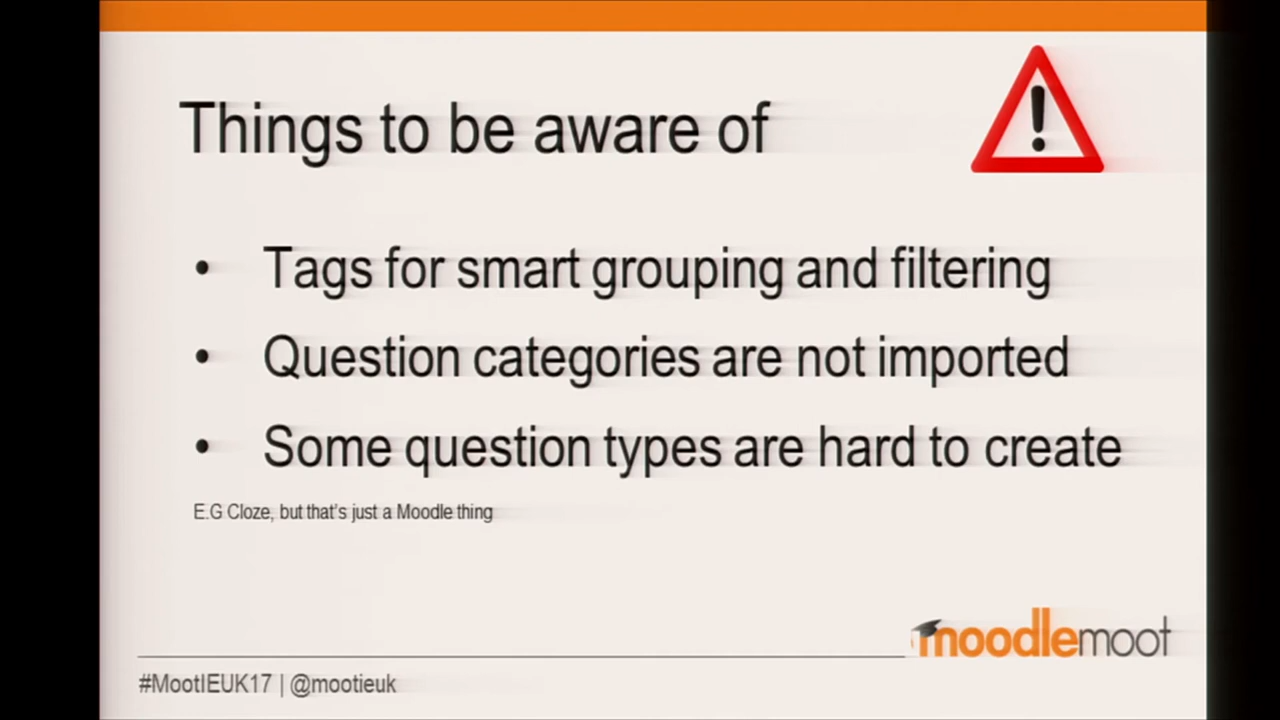 Things to be aware of
• Tags for smart grouping and filtering
• Question categories are not imported
• Some question types are hard to create
E.G Cloze, but that's just a Moodle thing
moodlemoot
#MootIEUK17 | @mootieuk